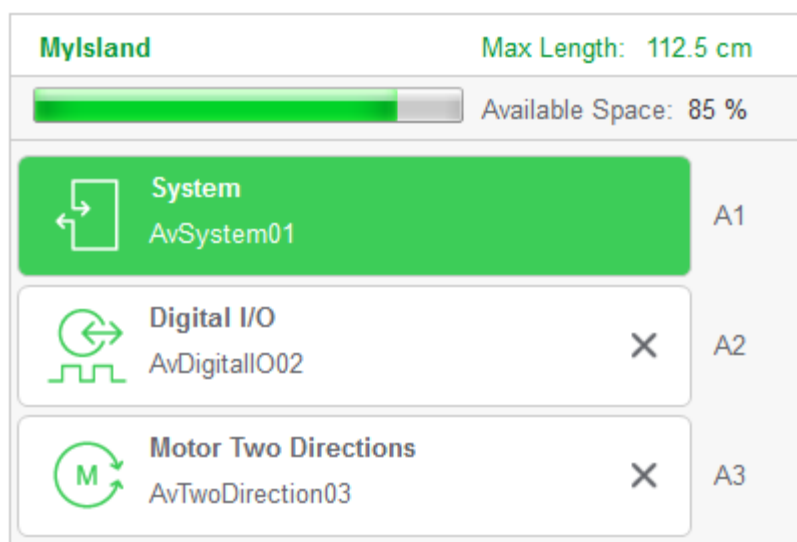 MyIsland Max Length: 112.5 cm
Available Space: 85 %
System
AvSystem01
A1
Digital I/O
AvDigitalIO02
A2
M
Motor Two Directions
AvTwoDirection03
A3